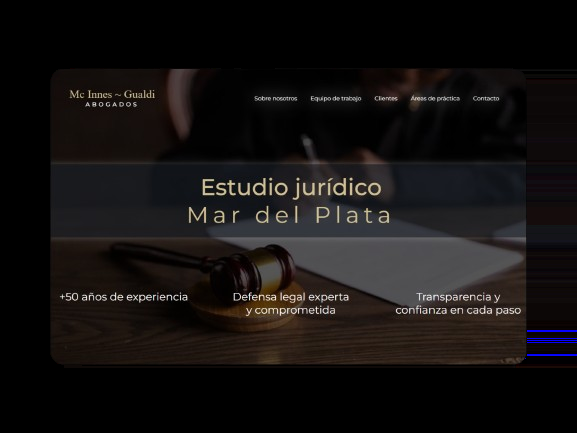 Mc Innes ~ Gualdi
ABOGADOS
Sobre nosotros Equipo de trabajo Clientes Áreas de práctica Contacto
Estudio jurídico
Mar del Plata
+50 años de experiencia
Defensa legal experta
y comprometida
Transparencia y
confianza en cada paso